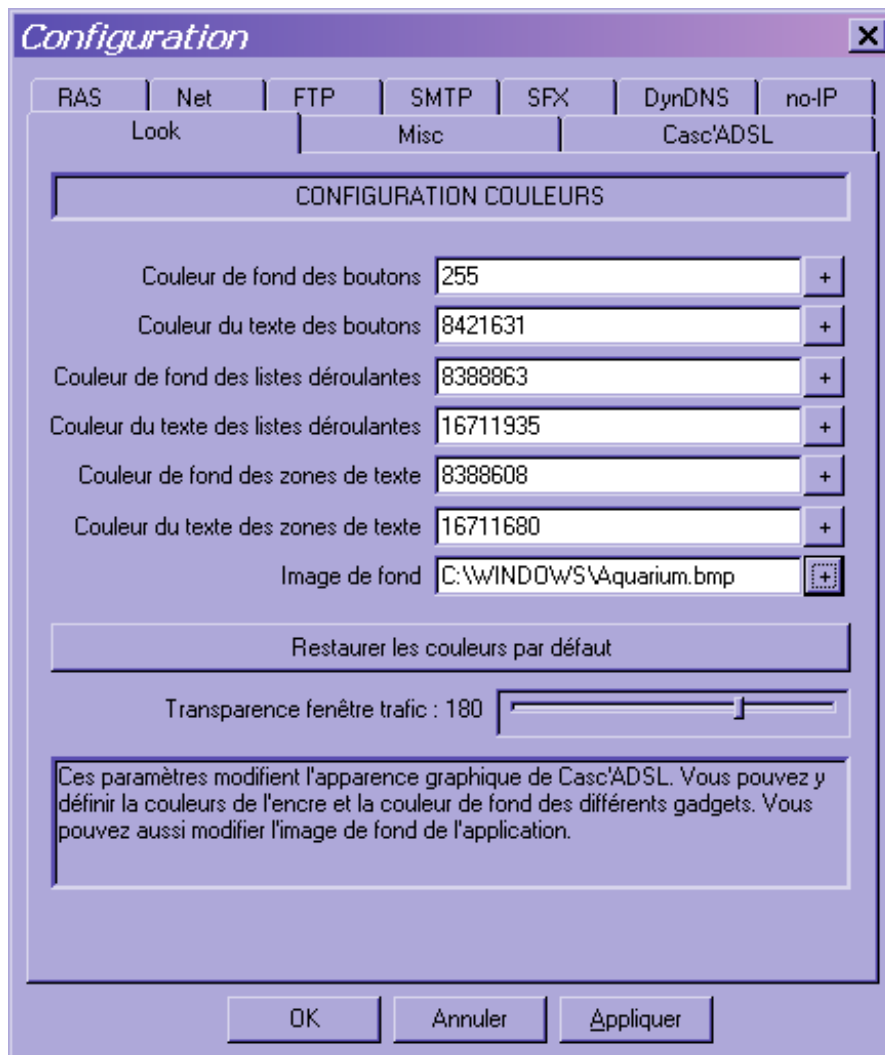 Configuration
RAS Net FTP SMTP SFX DynDNS no-IP
Look Misc Casc'ADSL
CONFIGURATION COULEURS
Couleur de fond des boutons 255 +
Couleur du texte des boutons 8421631 +
Couleur de fond des listes déroulantes 8388863 +
Couleur du texte des listes déroulantes 16711935 +
Couleur de fond des zones de texte 8388608 +
Couleur du texte des zones de texte 16711680 +
Image de fond C:\WINDOWS\Aquarium.bmp +
Restaurer les couleurs par défaut
Transparence fenêtre trafic : 180
Ces paramètres modifient l'apparence graphique de Casc'ADSL. Vous pouvez y
définir la couleurs de l'encre et la couleur de fond des différents gadgets. Vous
pouvez aussi modifier l'image de fond de l'application.
OK Annuler Appliquer